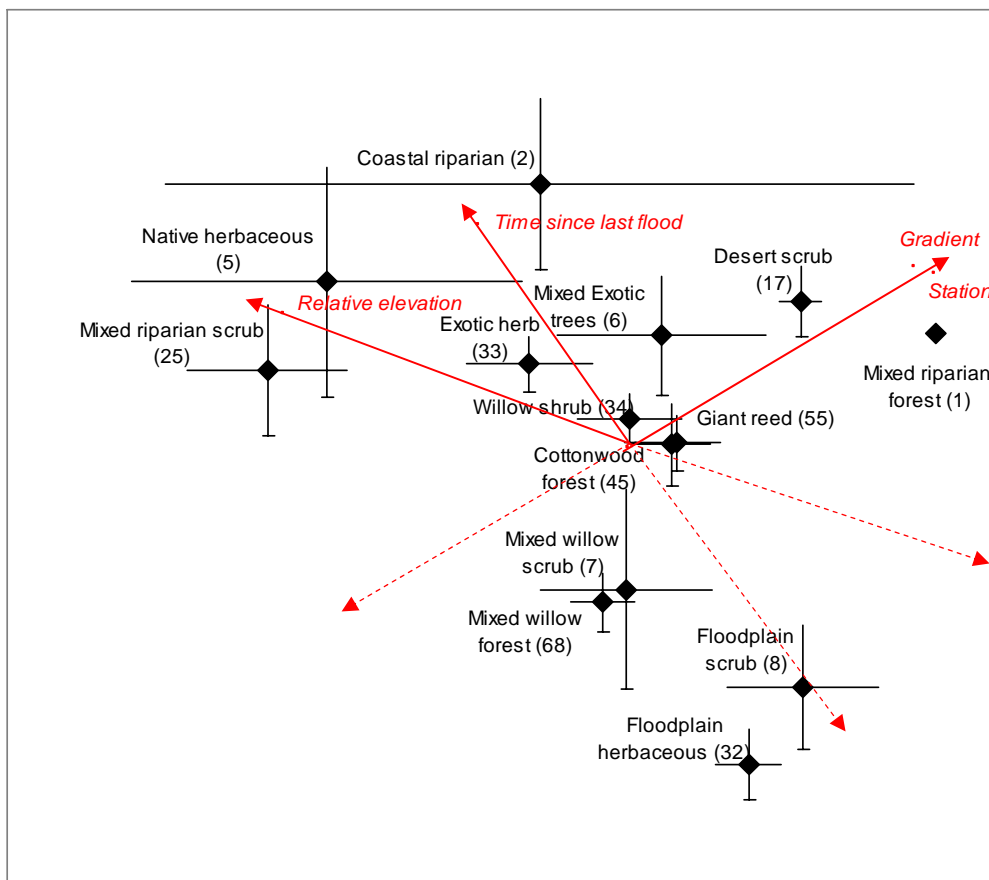 Coastal riparian (2)
Time since last flood
Native herbaceous
(5)
Gradient
Desert scrub
(17)
Station
Relative elevation
Mixed Exotic
trees (6)
Mixed riparian scrub
(25)
Exotic herb
(33)
Mixed riparian
forest (1)
Willow shrub (34)
Giant reed (55)
Cottonwood
forest (45)
Mixed willow
scrub (7)
Mixed willow
forest (68)
Floodplain
scrub (8)
Floodplain
herbaceous (32)